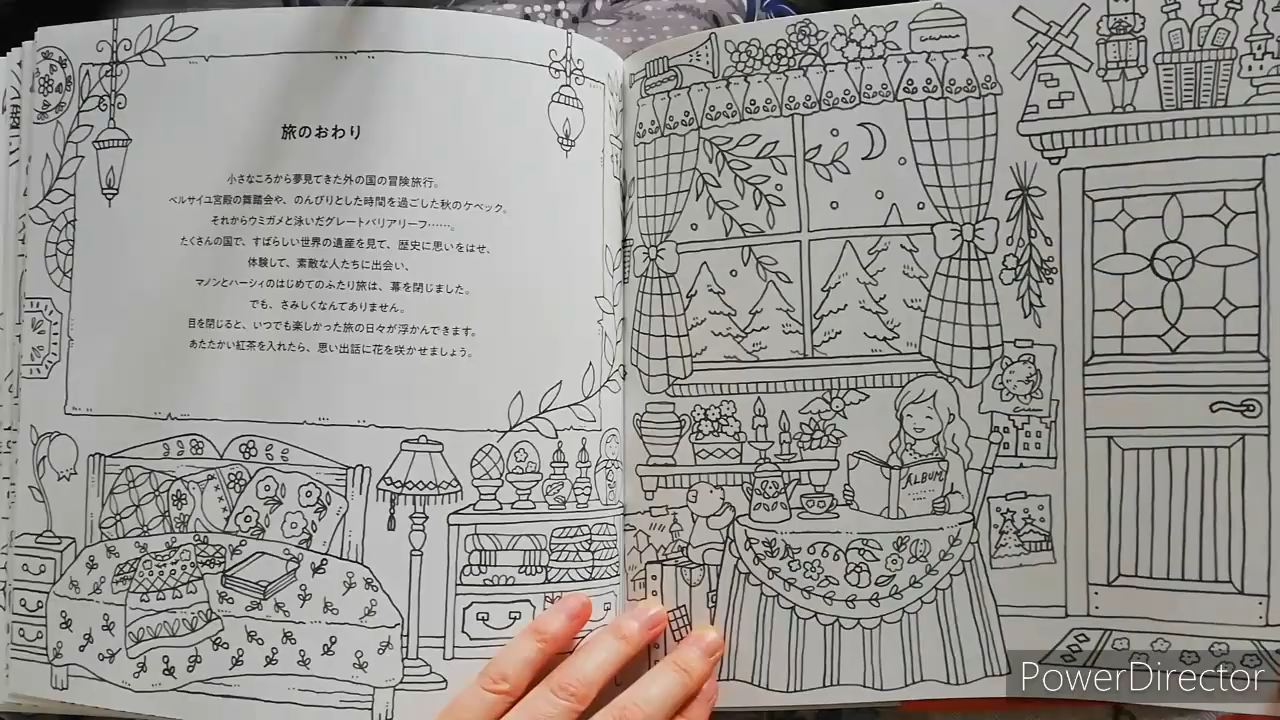 旅のおわり
小さなころから夢見てきた外の国の冒険旅行。
ベルサイユ宮殿の舞踏会や、のんびりとした時間を過ごした秋のケベック。
それからウミガメと泳いだグレートバリアリーフ……。
たくさんの国で、すばらしい世界の遺産を見て、歴史に思いをはせ、
体験して、素敵な人たちに出会い、
マノンとハーシィのはじめてのふたり旅は、幕を閉じました。
でも、さみしくなんてありません。
目を閉じると、いつでも楽しかった旅の日々が浮かんできます。
あたたかい紅茶を入れたら、思い出話に花を咲かせましょう。
ALBUM
PowerDirector